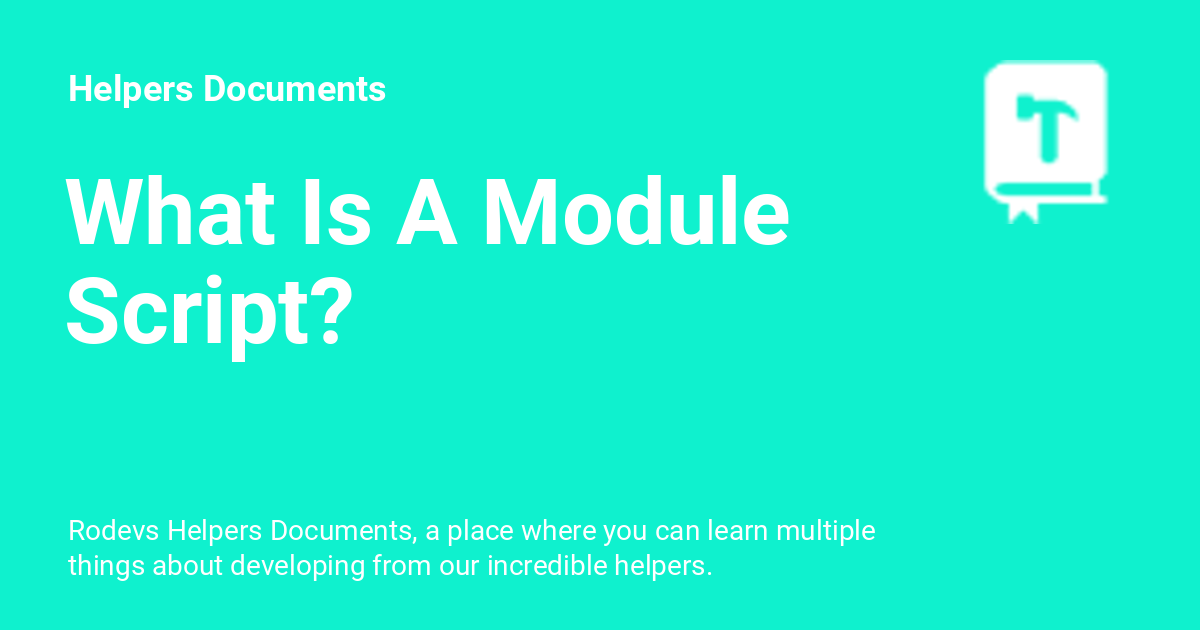 Helpers Documents
What Is A Module
Script?
Rodevs Helpers Documents, a place where you can learn multiple
things about developing from our incredible helpers.